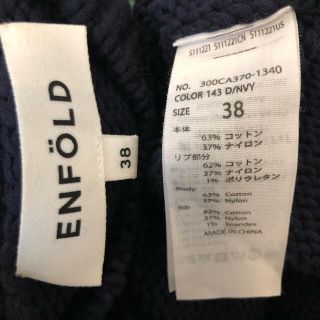 ENFÖLD
38
S111221 S111221CN S111221US
NO. 300CA370-1340
COLOR 143 D/NVY
SIZE 38
本体
63% コットン
37% ナイロン
リブ部分
62% コットン
37% ナイロン
1% ポリウレタン
Body
63% Cotton
37% Nylon
Rib
62% Cotton
37% Nylon
1% Spandex
MADE IN CHINA